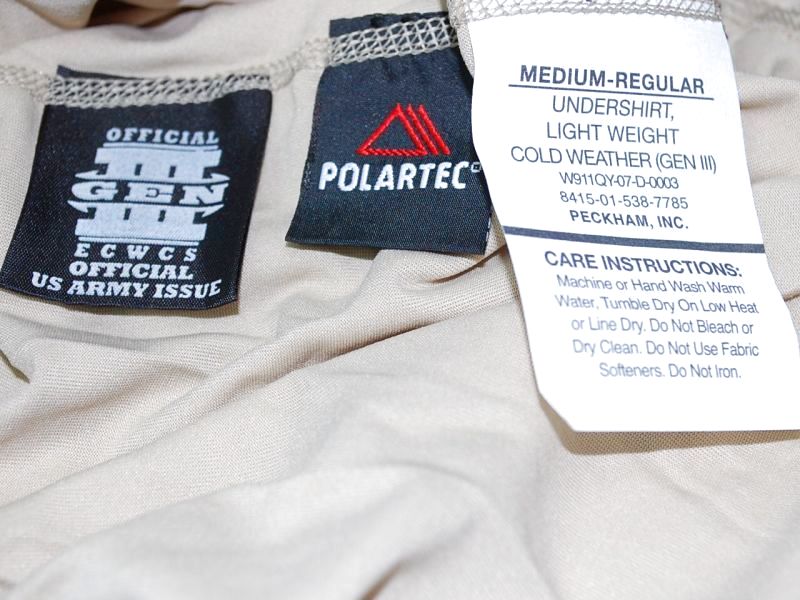 OFFICIAL
III
GEN
III
ECWCS
OFFICIAL
US ARMY ISSUE
POLARTEC
MEDIUM-REGULAR
UNDERSHIRT,
LIGHT WEIGHT
COLD WEATHER (GEN III)
W911QY-07-D-0003
8415-01-538-7785
PECKHAM, INC.
CARE INSTRUCTIONS:
Machine or Hand Wash Warm
Water, Tumble Dry On Low Heat
or Line Dry. Do Not Bleach or
Dry Clean. Do Not Use Fabric
Softeners. Do Not Iron.